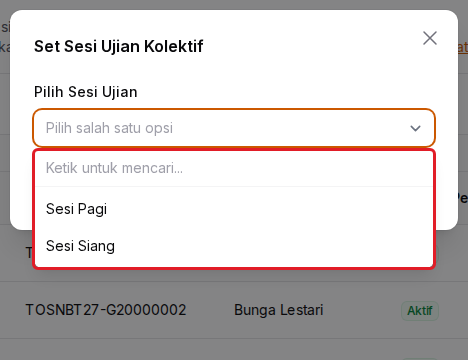 Set Sesi Ujian Kolektif
Pilih Sesi Ujian
Pilih salah satu opsi
Ketik untuk mencari...
Sesi Pagi
Sesi Siang
TOSNBT27-G20000002 Bunga Lestari Aktif